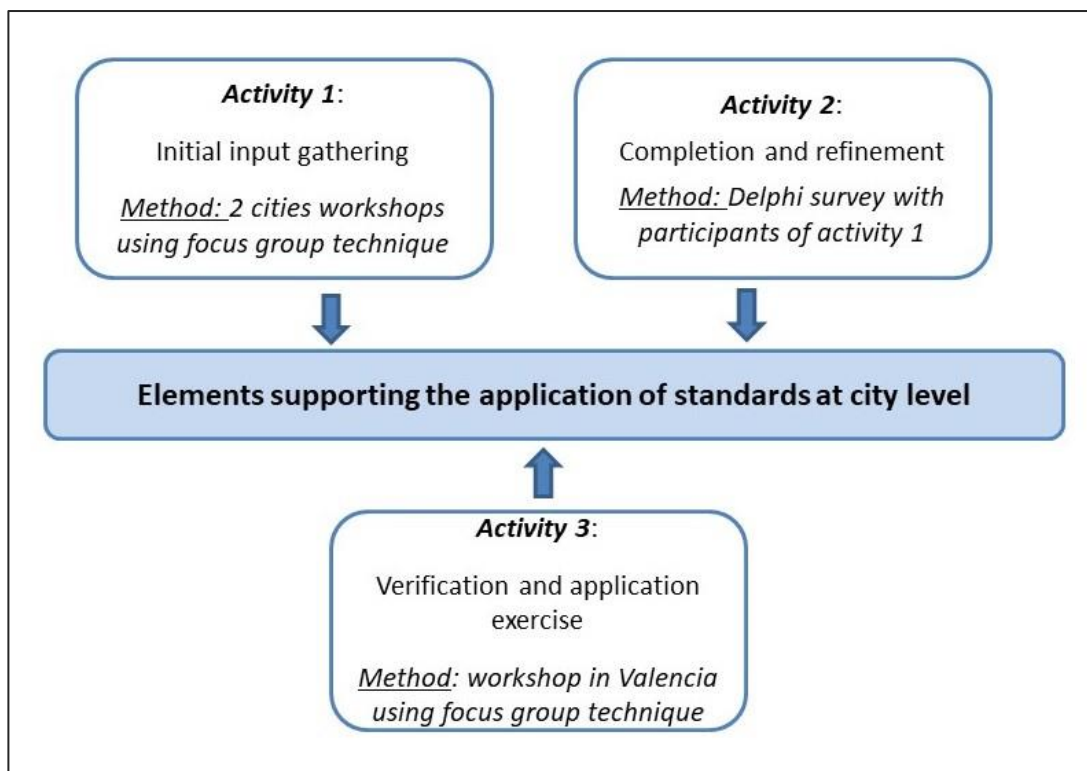 Activity 1:
Initial input gathering
Method: 2 cities workshops
using focus group technique
Activity 2:
Completion and refinement
Method: Delphi survey with
participants of activity 1
Elements supporting the application of standards at city level
Activity 3:
Verification and application
exercise
Method: workshop in Valencia
using focus group technique